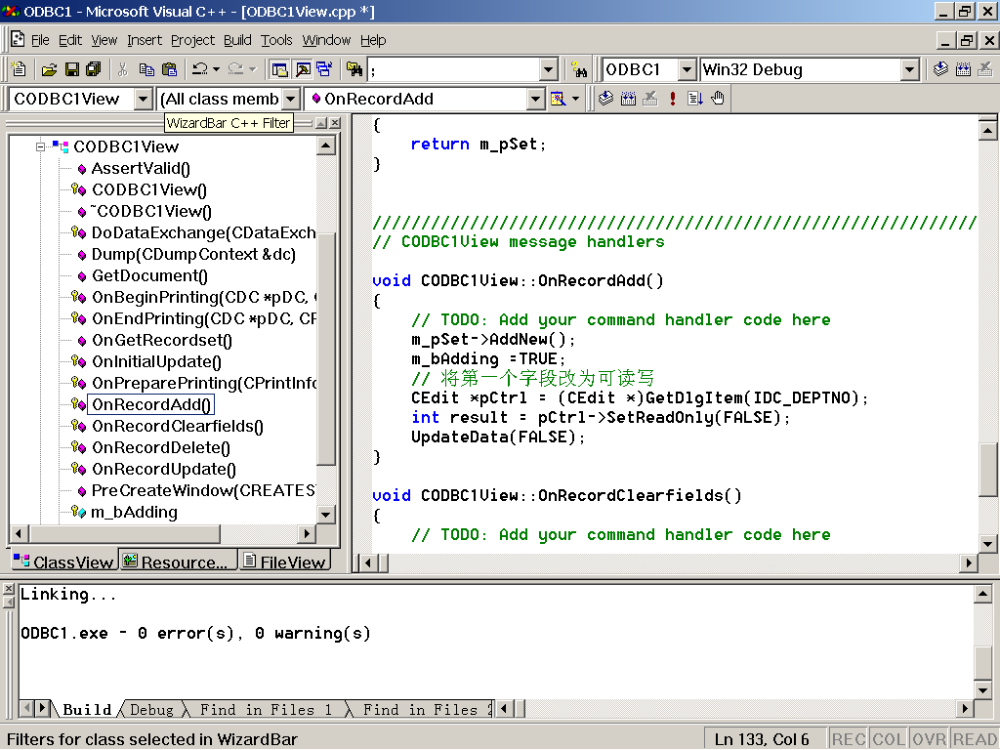 ODBC1 - Microsoft Visual C++ - [ODBC1View.cpp *]
File Edit View Insert Project Build Tools Window Help
; ODBC1 Win32 Debug
CODBC1View (All class memb OnRecordAdd
WizardBar C++ Filter
CODBC1View
AssertValid()
CODBC1View()
~CODBC1View()
DoDataExchange(CDataExch
Dump(CDumpContext &dc)
GetDocument()
OnBeginPrinting(CDC *pDC, C
OnEndPrinting(CDC *pDC, CP
OnGetRecordset()
OnInitialUpdate()
OnPreparePrinting(CPrintInfo
OnRecordAdd()
OnRecordClearfields()
OnRecordDelete()
OnRecordUpdate()
PreCreateWindow(CREATES
m_bAdding
ClassView Resource... FileView
{
return m_pSet;
}
//////////////////////////////////////////////////////////////
// CODBC1View message handlers
void CODBC1View::OnRecordAdd()
{
// TODO: Add your command handler code here
m_pSet->AddNew();
m_bAdding =TRUE;
// 将第一个字段改为可读写
CEdit *pCtrl = (CEdit *)GetDlgItem(IDC_DEPTNO);
int result = pCtrl->SetReadOnly(FALSE);
UpdateData(FALSE);
}
void CODBC1View::OnRecordClearfields()
{
// TODO: Add your command handler code here
Linking...
ODBC1.exe - 0 error(s), 0 warning(s)
Build Debug Find in Files 1 Find in Files 2
Filters for class selected in WizardBar Ln 133, Col 6 REC COL OVR READ